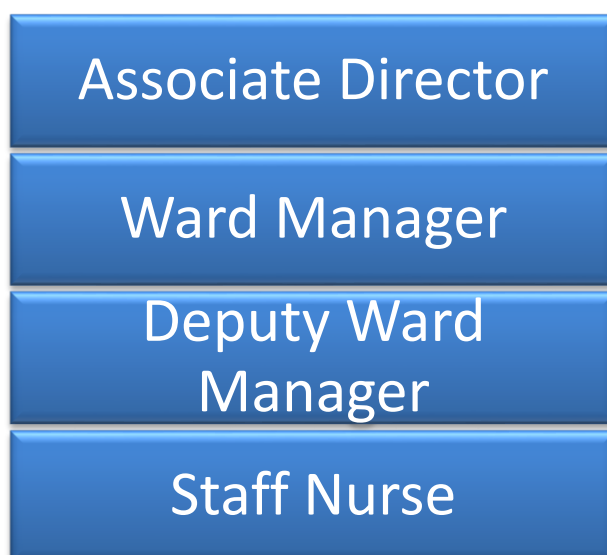 Associate Director
Ward Manager
Deputy Ward
Manager
Staff Nurse